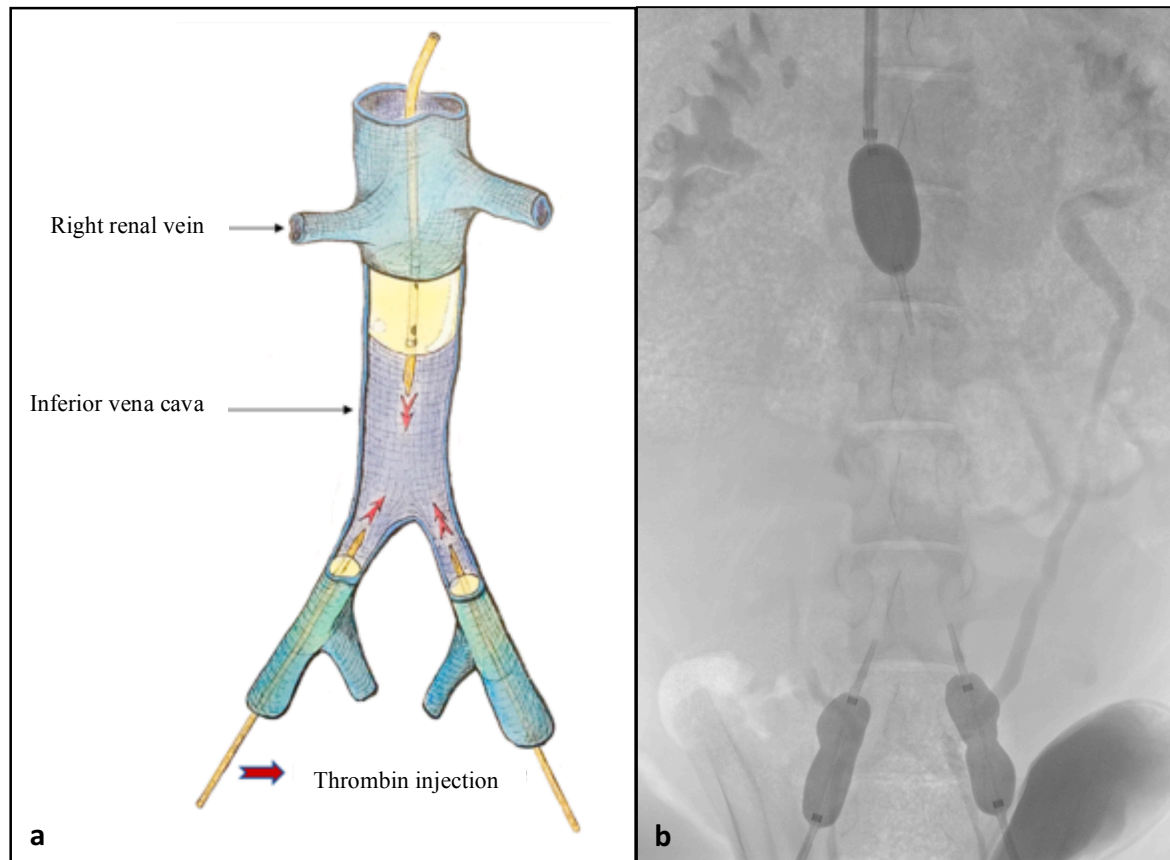 Right renal vein
Inferior vena cava
Thrombin injection
a
b